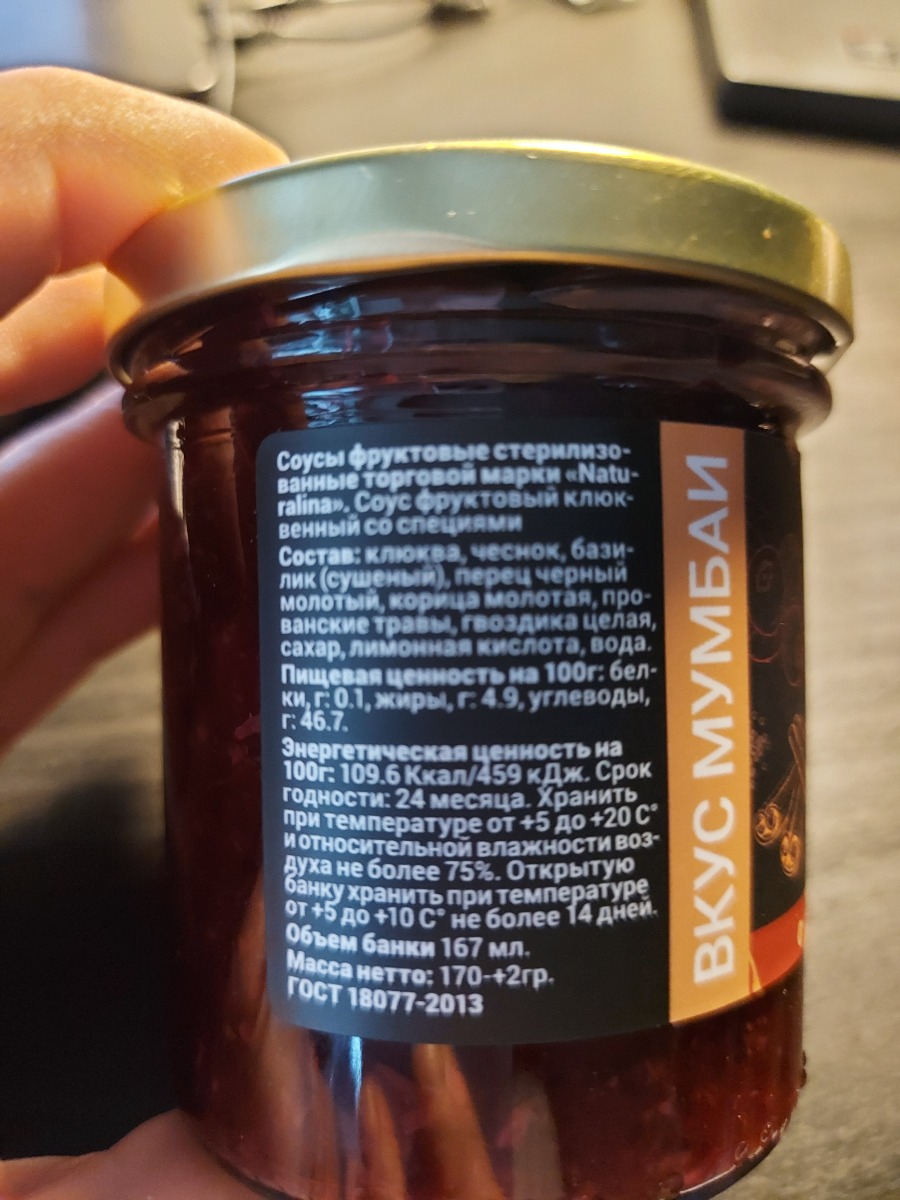 Соусы фруктовые стерилизо-
ванные торговой марки «Natu-
ralina». Соус фруктовый клюк-
венный со специями
Состав: клюква, чеснок, бази-
лик (сушеный), перец черный
молотый, корица молотая, про-
ванские травы, гвоздика целая,
сахар, лимонная кислота, вода.
Пищевая ценность на 100г: бел-
ки, г: 0.1, жиры, г: 4.9, углеводы,
г: 46.7.
Энергетическая ценность на
100г: 109.6 Ккал/459 кДж. Срок
годности: 24 месяца. Хранить
при температуре от +5 до +20 С°
и относительной влажности воз-
духа не более 75%. Открытую
банку хранить при температуре
от +5 до +10 С° не более 14 дней.
Объем банки 167 мл.
Масса нетто: 170-+2гр.
ГОСТ 18077-2013
ВКУС МУМБАИ